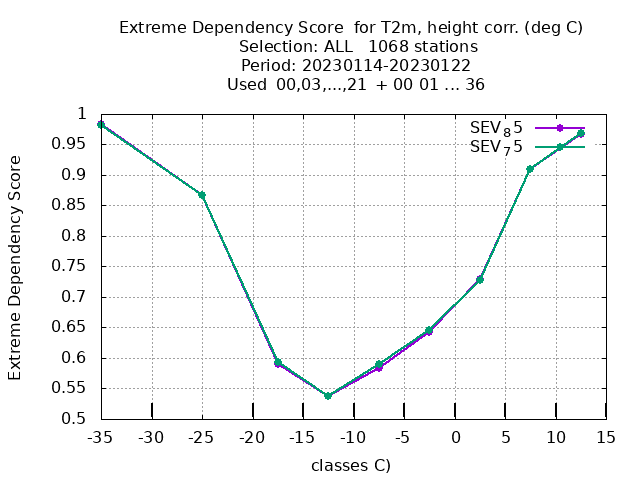 Extreme Dependency Score  for T2m, height corr. (deg C)
Selection: ALL   1068 stations
Period: 20230114-20230122
Used  00,03,...,21  + 00 01 ... 36
SEV₈5
SEV₇5
1
0.95
0.9
0.85
0.8
0.75
0.7
0.65
0.6
0.55
0.5
Extreme Dependency Score
-35 -30 -25 -20 -15 -10 -5 0 5 10 15
classes C)